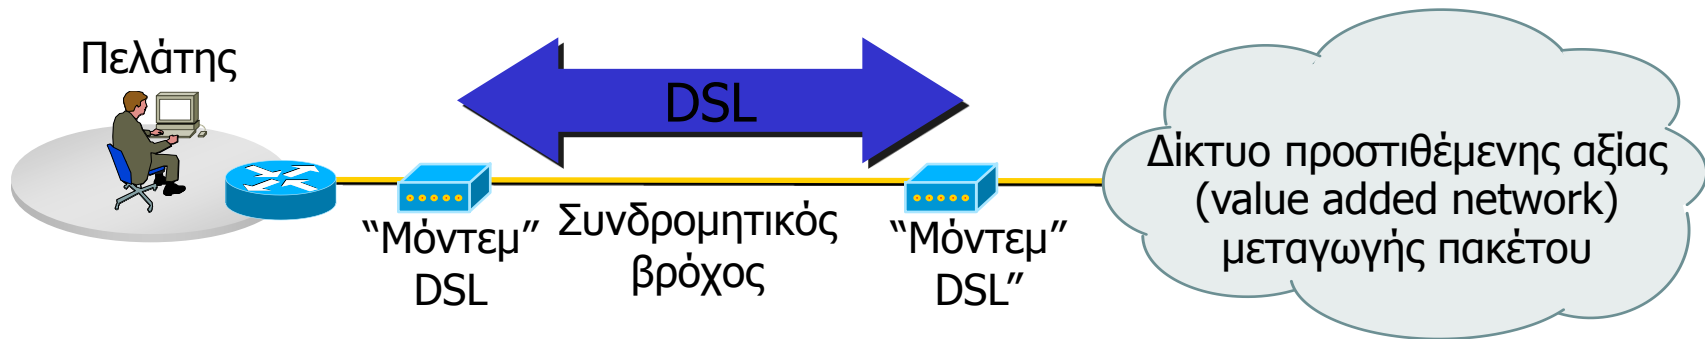 Πελάτης
DSL
"Μόντεμ"
DSL
Συνδρομητικός
βρόχος
"Μόντεμ"
DSL"
Δίκτυο προστιθέμενης αξίας
(value added network)
μεταγωγής πακέτου